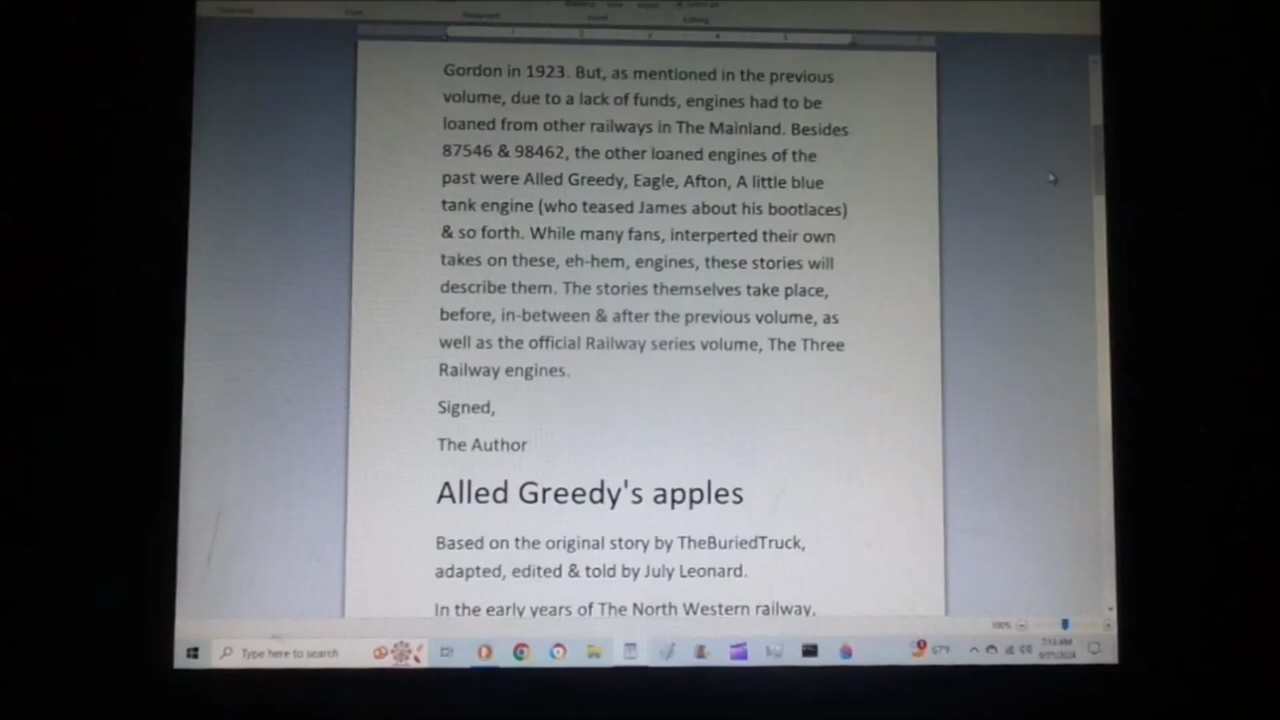 Editing
Gordon in 1923. But, as mentioned in the previous
volume, due to a lack of funds, engines had to be
loaned from other railways in The Mainland. Besides
87546 & 98462, the other loaned engines of the
past were Alled Greedy, Eagle, Afton, A little blue
tank engine (who teased James about his bootlaces)
& so forth. While many fans, interperted their own
takes on these, eh-hem, engines, these stories will
describe them. The stories themselves take place,
before, in-between & after the previous volume, as
well as the official Railway series volume, The Three
Railway engines.
Signed,
The Author
Alled Greedy's apples
Based on the original story by TheBuriedTruck,
adapted, edited & told by July Leonard.
In the early years of The North Western railway,
100%
Type here to search
67°F
7:13 AM